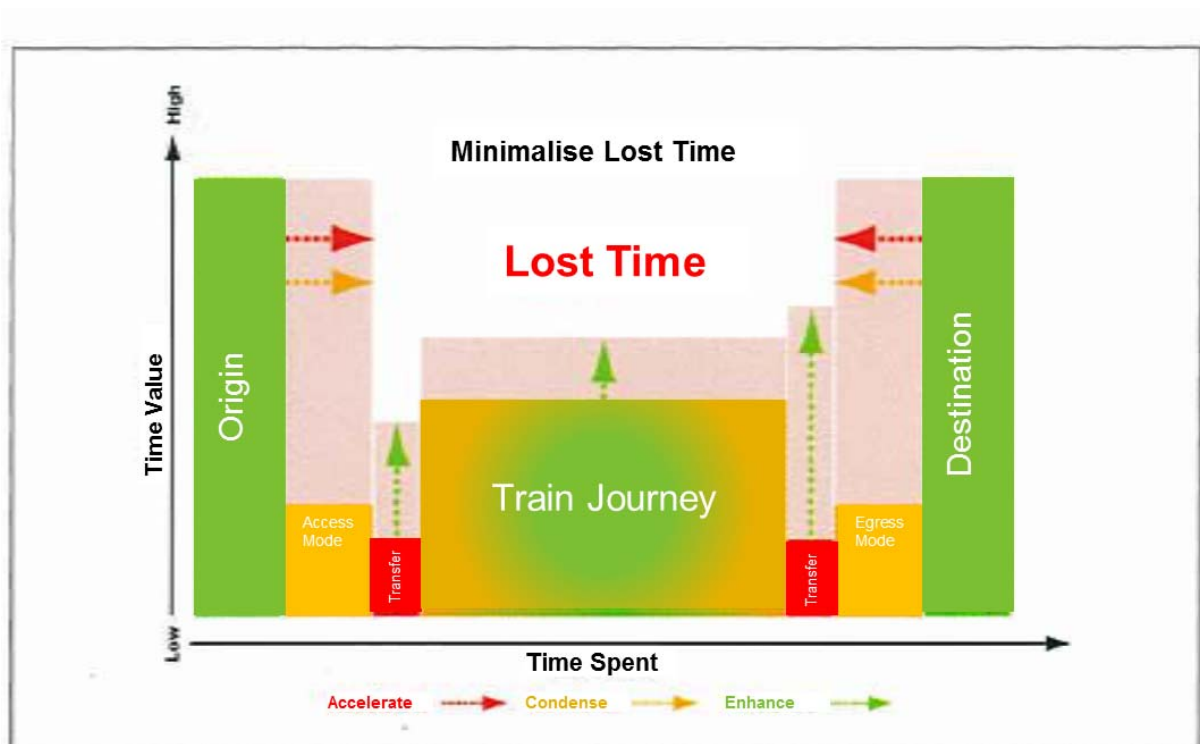 High
Minimalise Lost Time
Lost Time
Time Value
Origin
Destination
Train Journey
Access
Mode
Transfer
Transfer
Egress
Mode
Low
Time Spent
Accelerate
Condense
Enhance